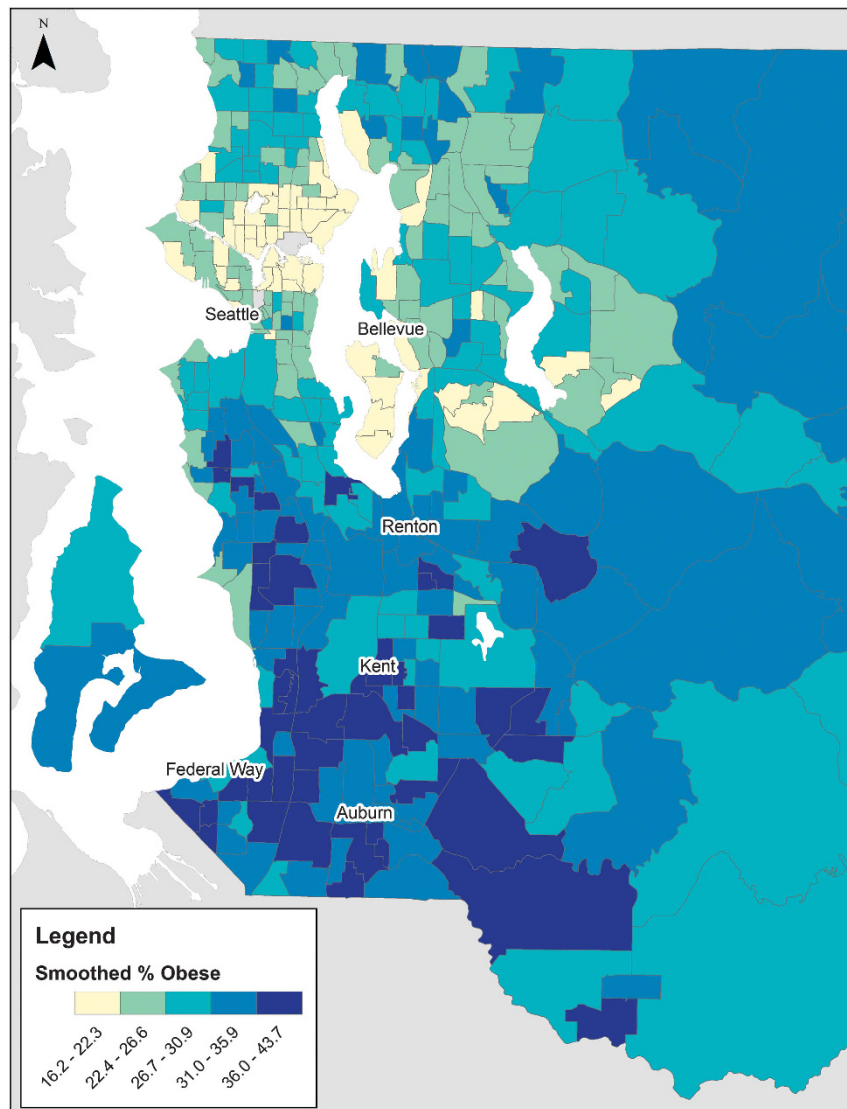 N
Seattle
Bellevue
Renton
Kent
Federal Way
Auburn
Legend
Smoothed % Obese
16.2 - 22.3
22.4 - 26.6
26.7 - 30.9
31.0 - 35.9
36.0 - 43.7